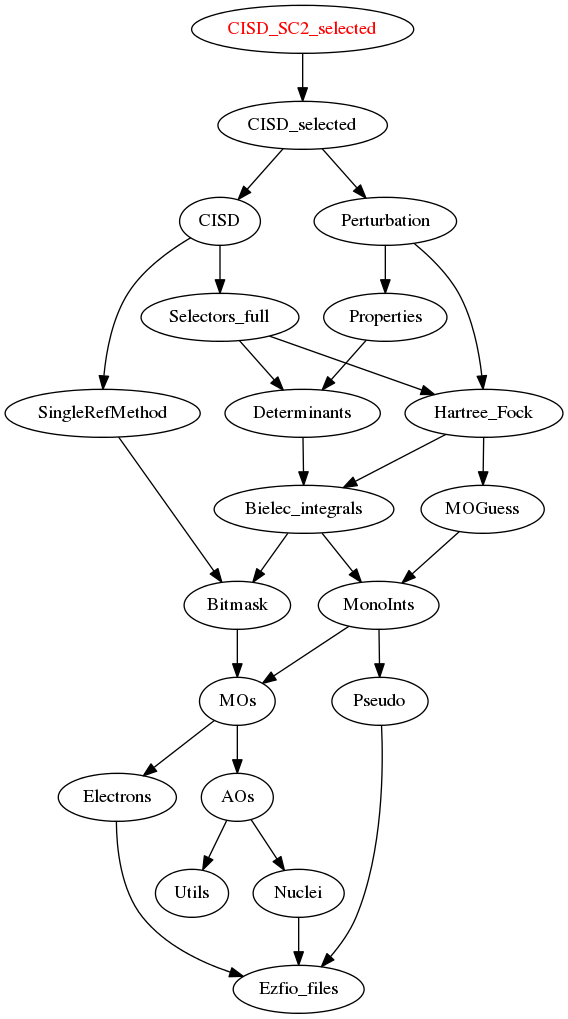 CISD_SC2_selected
CISD_selected
CISD
Perturbation
Selectors_full
Properties
SingleRefMethod
Determinants
Hartree_Fock
Bielec_integrals
MOGuess
Bitmask
MonoInts
MOs
Pseudo
Electrons
AOs
Utils
Nuclei
Ezfio_files